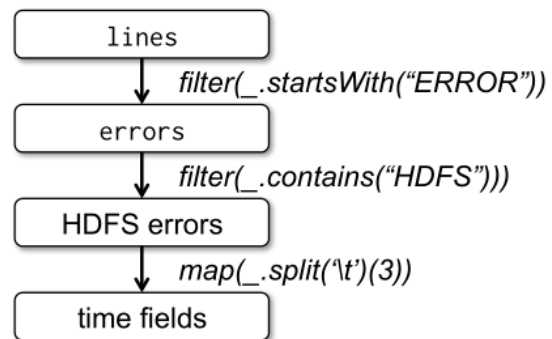 lines
filter(_.startsWith(“ERROR”))
errors
filter(_.contains(“HDFS”)))
HDFS errors
map(_.split(‘\t’)(3))
time fields